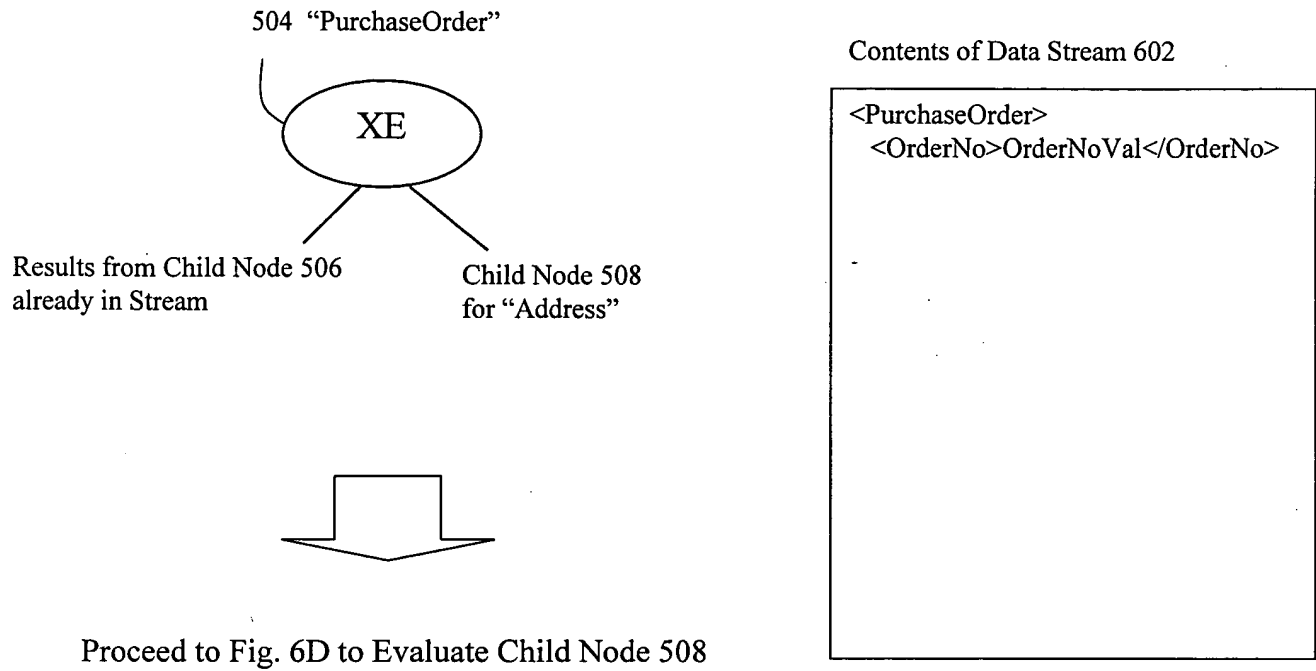 504 “PurchaseOrder”
XE
Results from Child Node 506
already in Stream
Child Node 508
for “Address”
Proceed to Fig. 6D to Evaluate Child Node 508
Contents of Data Stream 602
<PurchaseOrder>
<OrderNo>OrderNoVal</OrderNo>